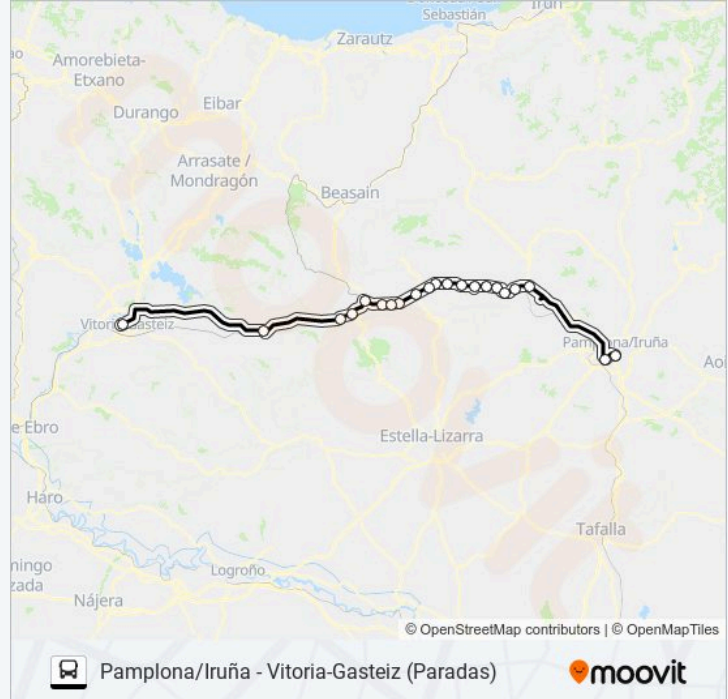 Irun
Sebastián
Zarautz
Amorebieta-
Etxano
Eibar
Durango
Arrasate /
Mondragón
Beasain
Vitoria-Gasteiz
Pamplona/Iruña
Estella-Lizarra
Haro
Tafalla
Logroño
Nájera
© OpenStreetMap contributors | © OpenMapTiles
Pamplona/Iruña - Vitoria-Gasteiz (Paradas)
moovit